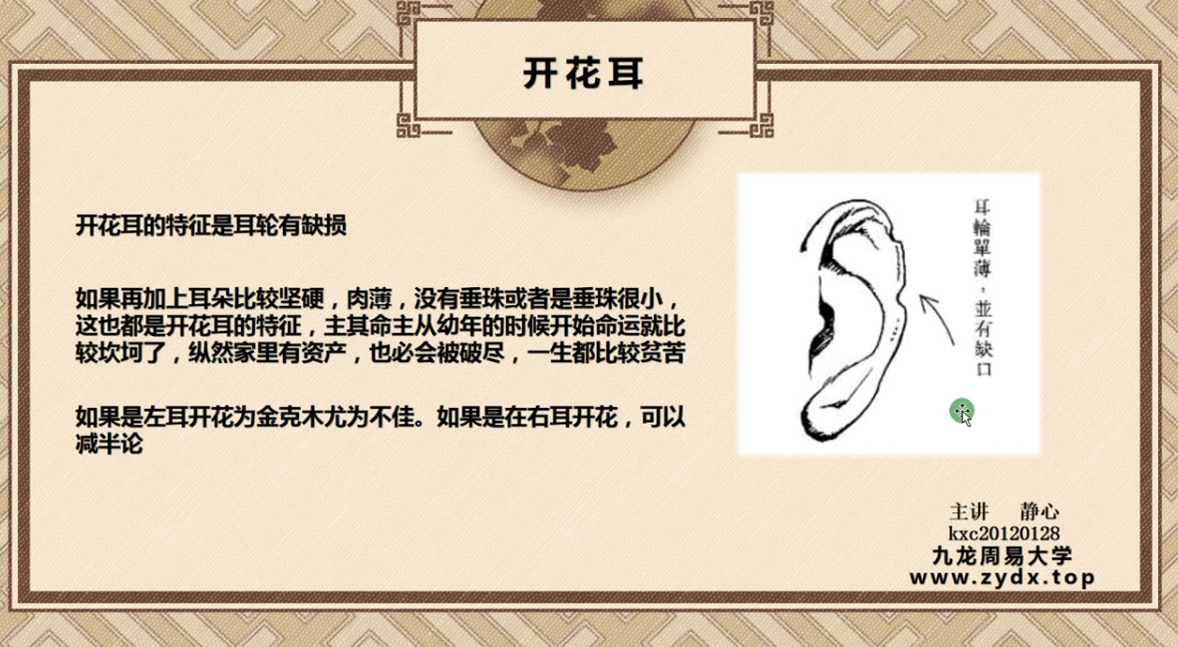 开花耳
开花耳的特征是耳轮有缺损
如果再加上耳朵比较坚硬，肉薄，没有垂珠或者是垂珠很小，
这也都是开花耳的特征，主其命主从幼年的时候开始命运就比
较坎坷了，纵然家里有资产，也必会被破尽，一生都比较贫苦
如果是左耳开花为金克木尤为不佳。如果是在右耳开花，可以
减半论
耳輪單薄，並有缺口
主讲 静心
kxc20120128
九龙周易大学
www.zydx.top